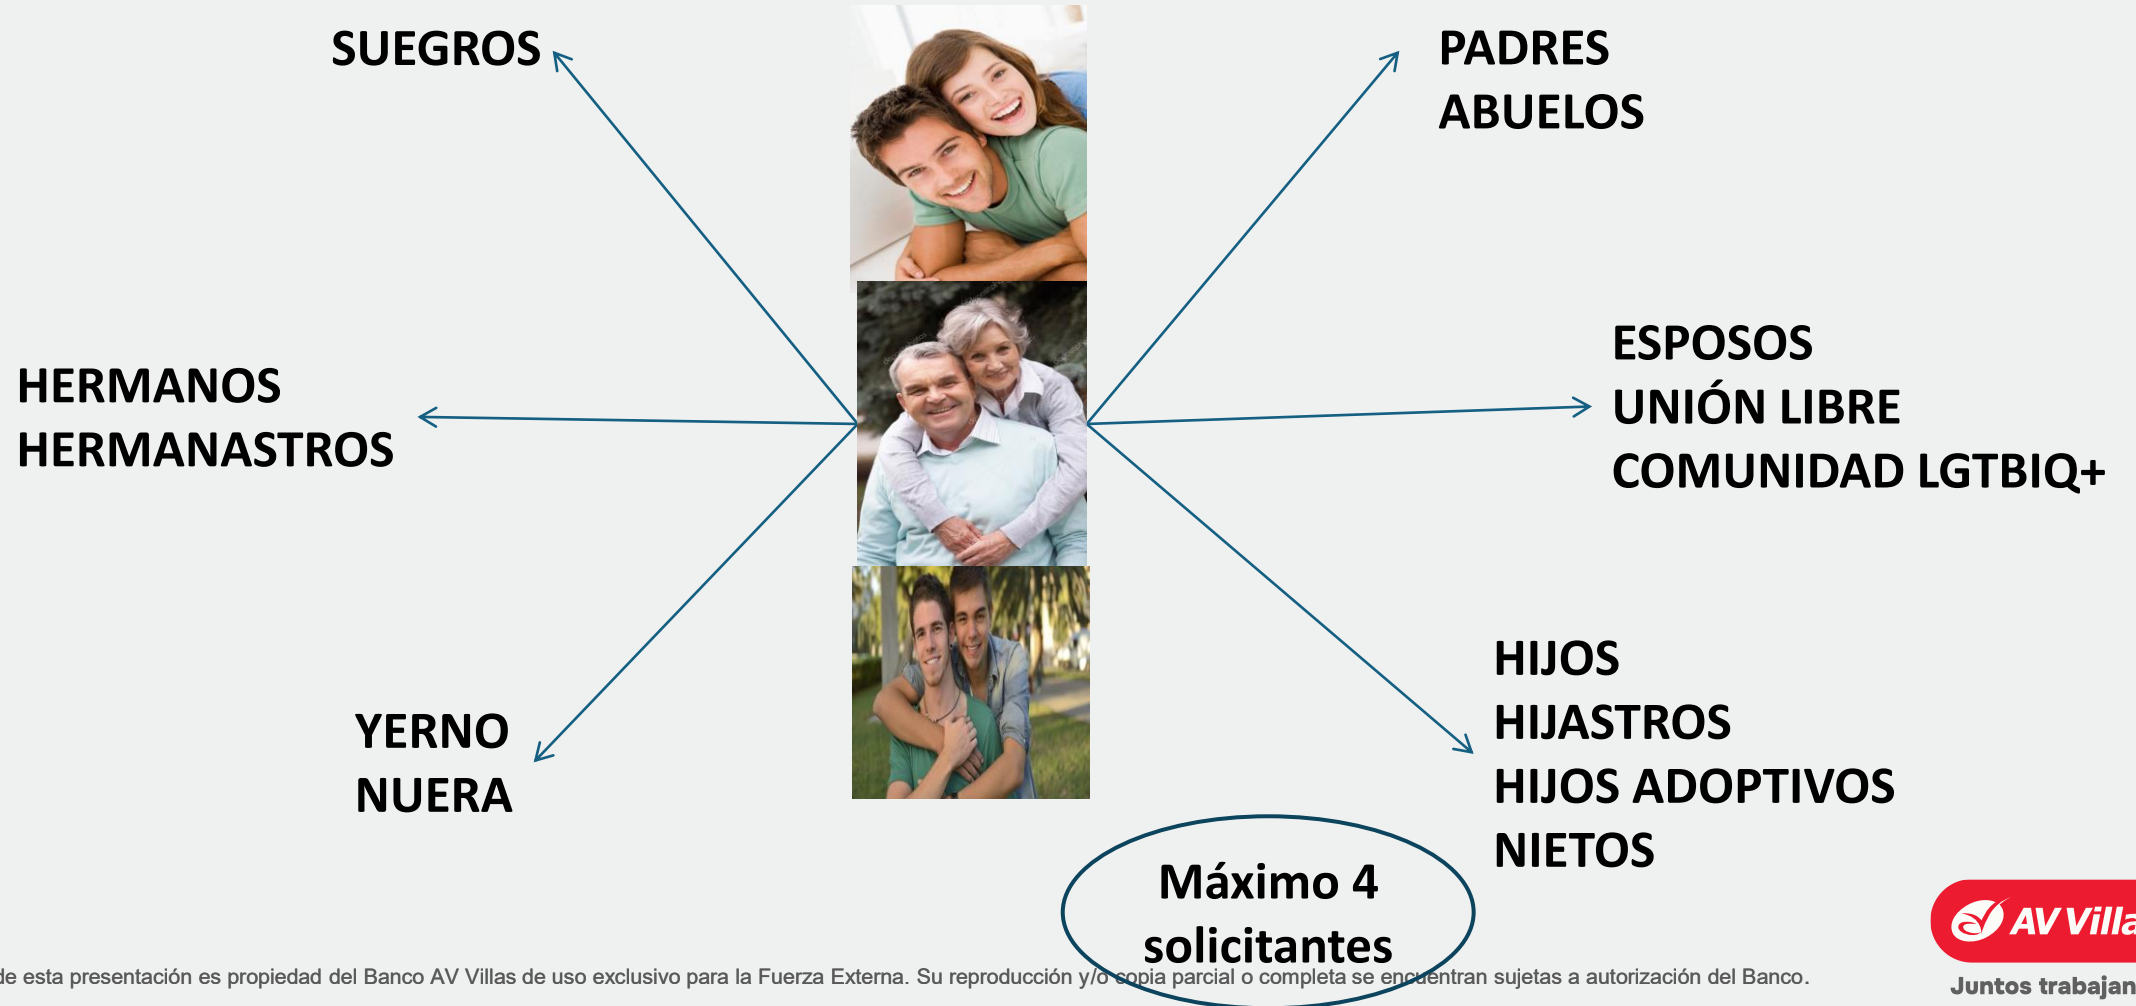 SUEGROS
PADRES
ABUELOS
HERMANOS
HERMANASTROS
ESPOSOS
UNIÓN LIBRE
COMUNIDAD LGTBIQ+
YERNO
NUERA
HIJOS
HIJASTROS
HIJOS ADOPTIVOS
NIETOS
Máximo 4
solicitantes
AV Villa
de esta presentación es propiedad del Banco AV Villas de uso exclusivo para la Fuerza Externa. Su reproducción y/o copia parcial o completa se encuentran sujetas a autorización del Banco.
Juntos trabajan